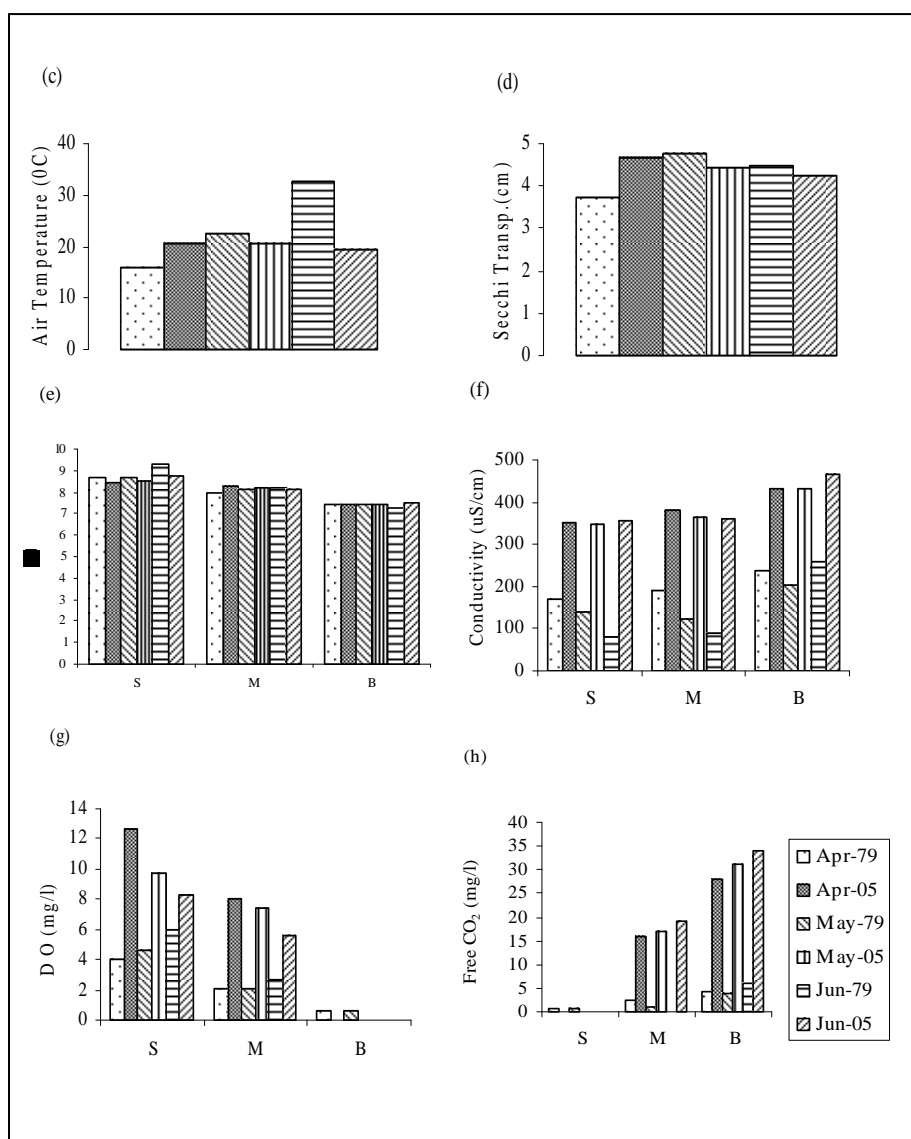 (c)
Air Temperature (0C)
40
30
20
10
0
(d)
Secchi Transp.(cm)
5
4
3
2
1
0
(e)
10
9
8
7
6
5
4
3
2
1
0
S M B
(f)
Conductivity (uS/cm)
500
400
300
200
100
0
S M B
(g)
D O (mg/l)
14
12
10
8
6
4
2
0
S M B
(h)
Free CO₂ (mg/l)
40
35
30
25
20
15
10
5
0
S M B
Apr-79
Apr-05
May-79
May-05
Jun-79
Jun-05